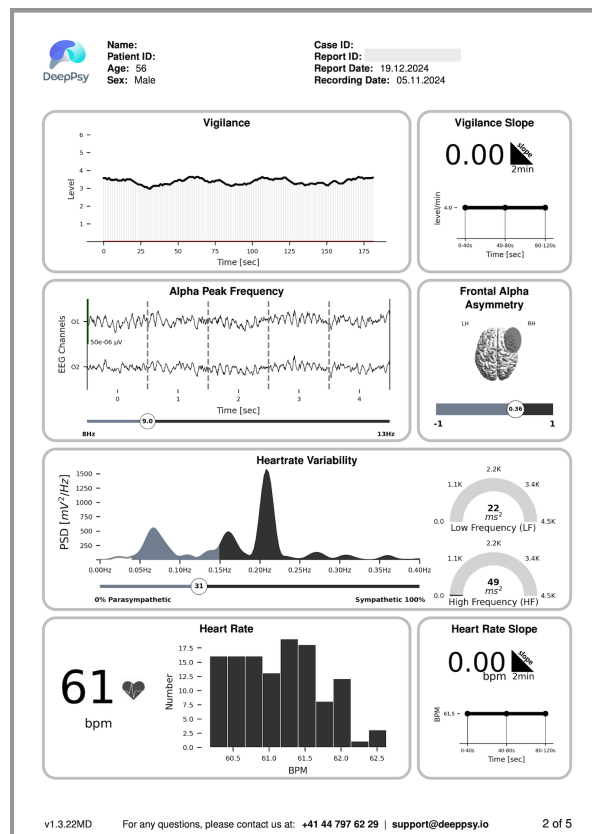 DeepPsy
Name:
Patient ID:
Age: 56
Sex: Male
Case ID:
Report ID:
Report Date: 19.12.2024
Recording Date: 05.11.2024
Vigilance
6
5
4
3
2
1
Level
0 25 50 75 100 125 150 175
Time [sec]
Vigilance Slope
0.00
slope
2min
level/min
4.0
0-40s 40-80s 80-120s
Time [sec]
Alpha Peak Frequency
EEG Channels
O1
50e-06 µV
O2
0 1 2 3 4
Time [sec]
9.0
8Hz 13Hz
Frontal Alpha
Asymmetry
LH RH
0.36
-1 1
Heartrate Variability
PSD [mV²/Hz]
1500
1250
1000
750
500
250
0.00Hz 0.05Hz 0.10Hz 0.15Hz 0.20Hz 0.25Hz 0.30Hz 0.35Hz 0.40Hz
31
0% Parasympathetic Sympathetic 100%
2.2K
1.1K 3.4K
0.0 22 4.5K
ms²
Low Frequency (LF)
2.2K
1.1K 3.4K
0.0 49 4.5K
ms²
High Frequency (HF)
Heart Rate
61
bpm
Number
17.5
15.0
12.5
10.0
7.5
5.0
2.5
0.0
60.5 61.0 61.5 62.0 62.5
BPM
Heart Rate Slope
0.00
bpm
slope
2min
BPM
61.5
0-40s 40-80s 80-120s
Time [sec]
v1.3.22MD For any questions, please contact us at: +41 44 797 62 29 | support@deeppsy.io 2 of 5